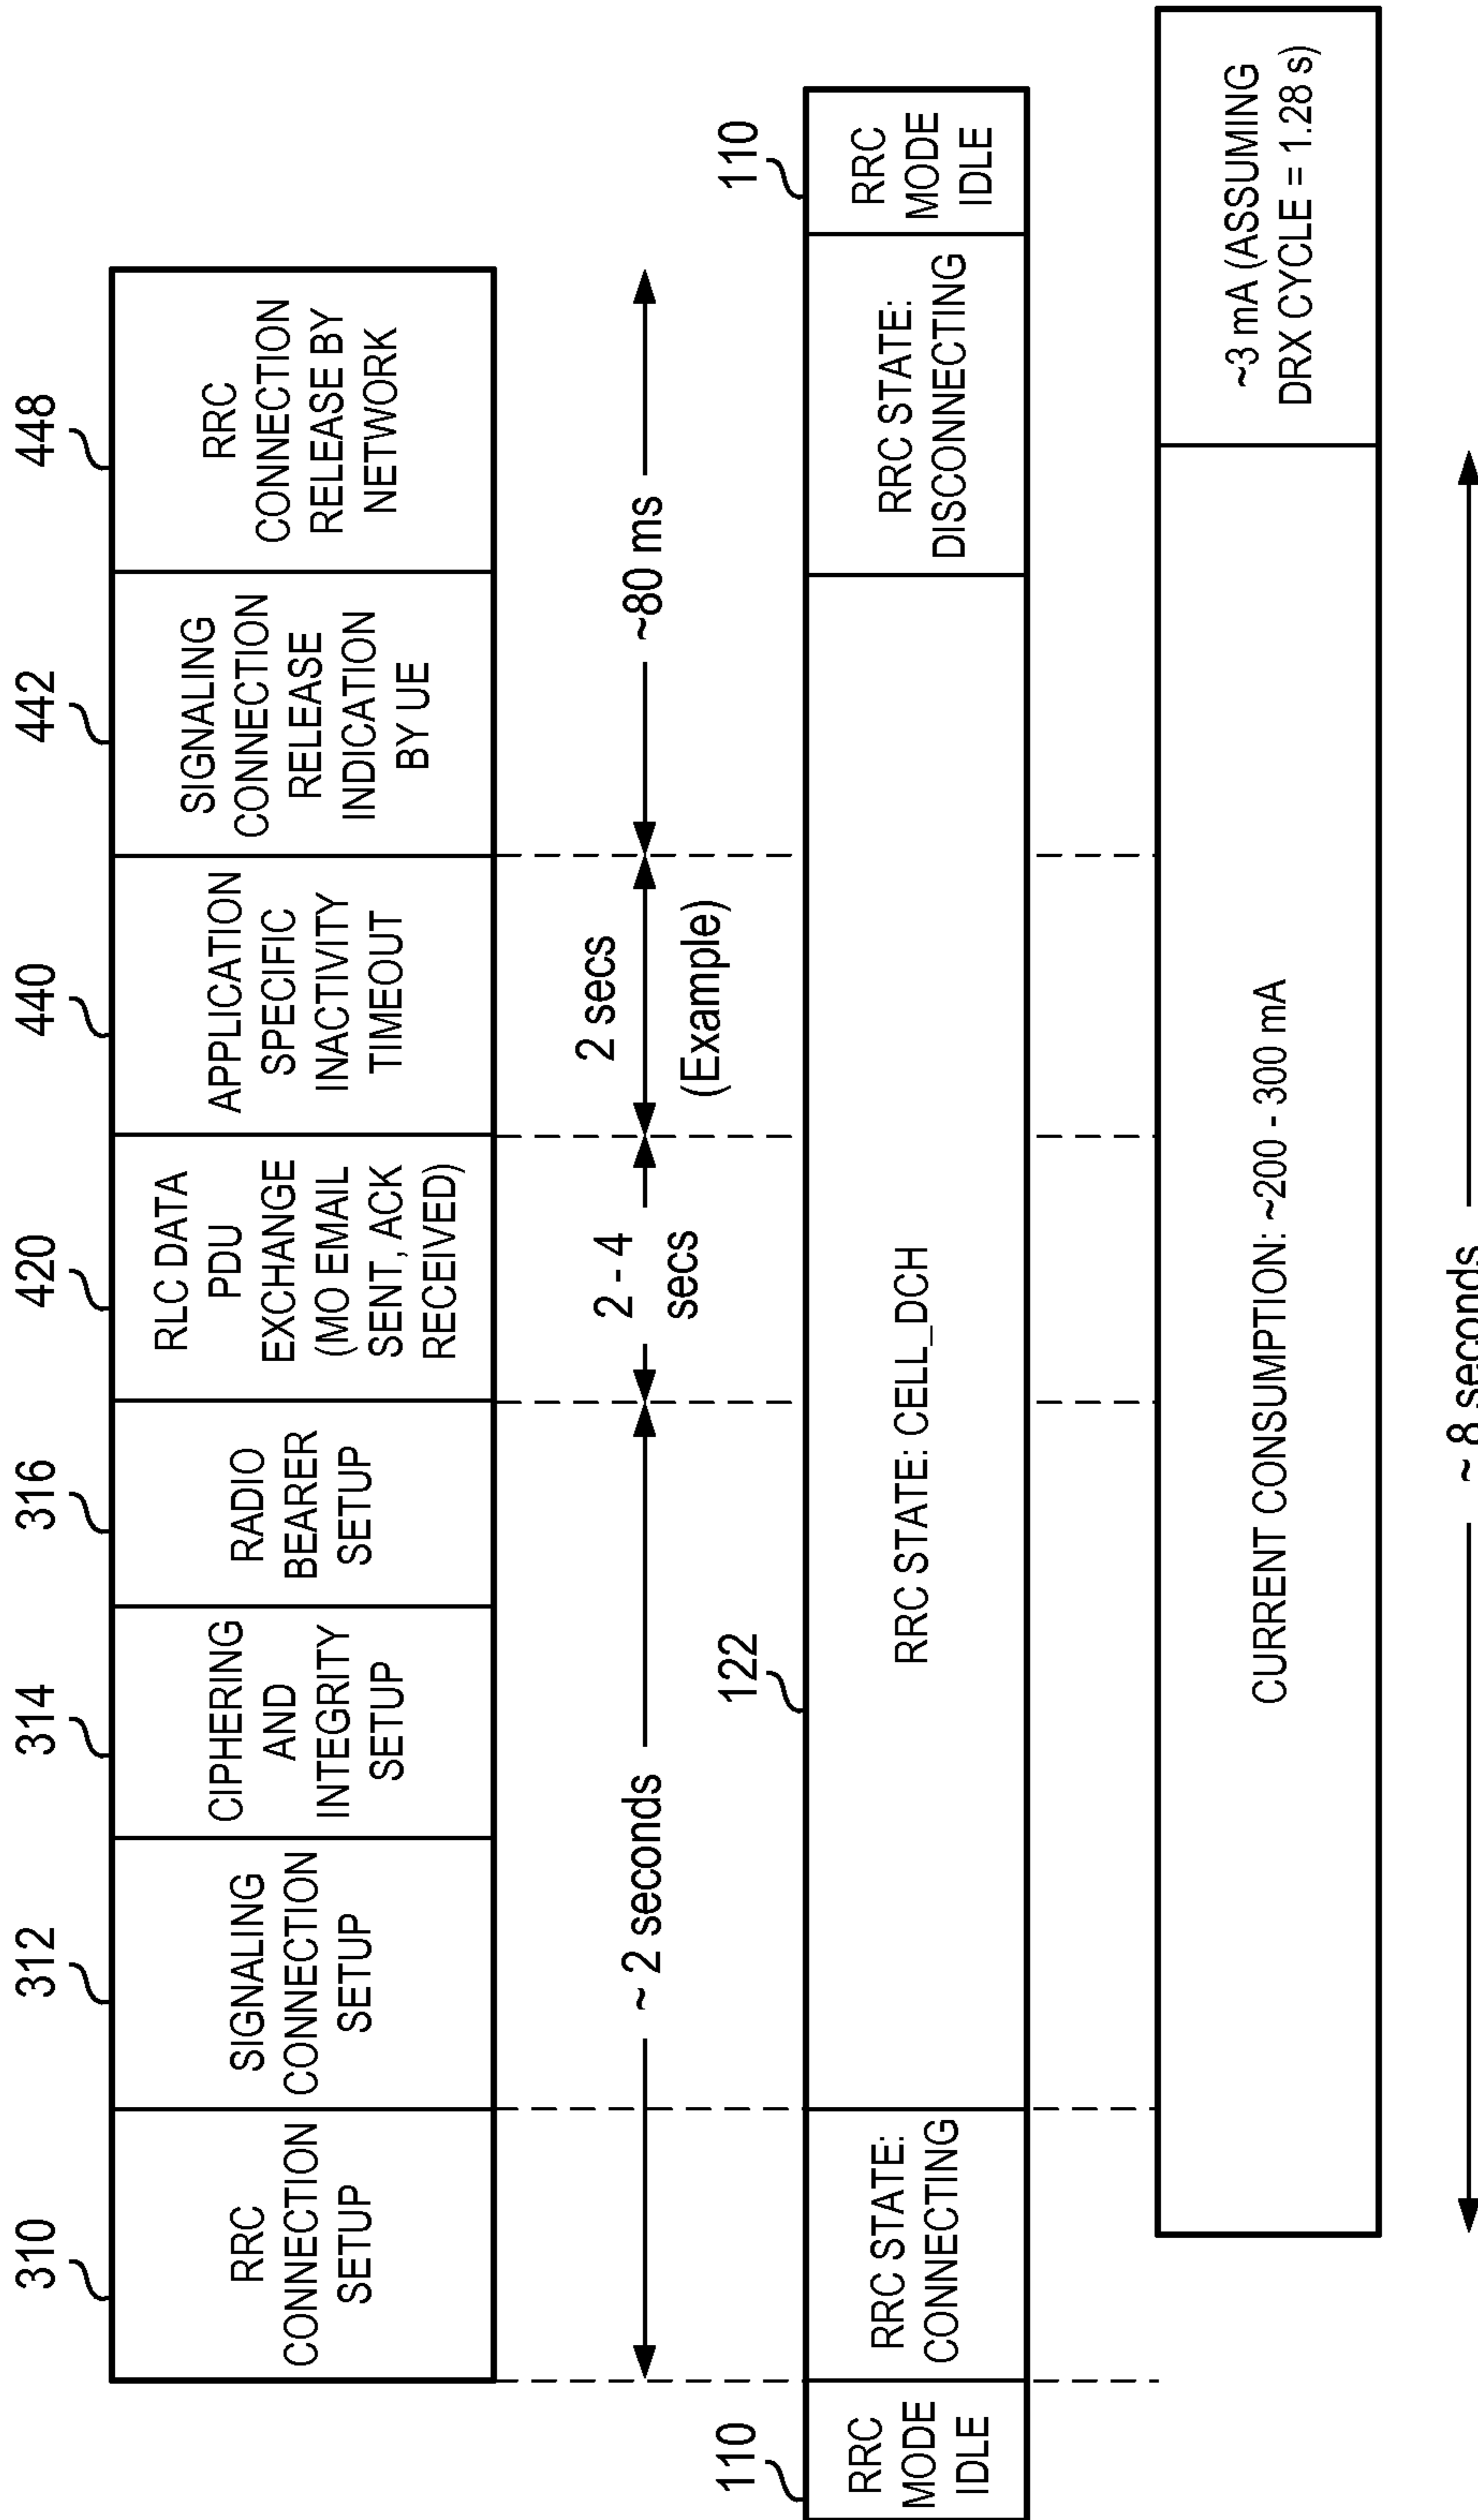 310
312
314
316
420
440
442
448
RRC
CONNECTION
SETUP
SIGNALING
CONNECTION
SETUP
CIPHERING
AND
INTEGRITY
SETUP
RADIO
BEARER
SETUP
RLC DATA
PDU
EXCHANGE
(MO EMAIL
SENT, ACK
RECEIVED)
APPLICATION
SPECIFIC
INACTIVITY
TIMEOUT
SIGNALING
CONNECTION
RELEASE
INDICATION
BY UE
RRC
CONNECTION
RELEASE BY
NETWORK
~ 2 seconds
2 - 4
secs
2 secs
(Example)
~80 ms
110
122
110
RRC
MODE
IDLE
RRC STATE:
CONNECTING
RRC STATE: CELL_DCH
RRC STATE:
DISCONNECTING
RRC
MODE
IDLE
CURRENT CONSUMPTION: ~200 - 300 mA
~3 mA (ASSUMING
DRX CYCLE = 1.28 s)
~ 8 seconds